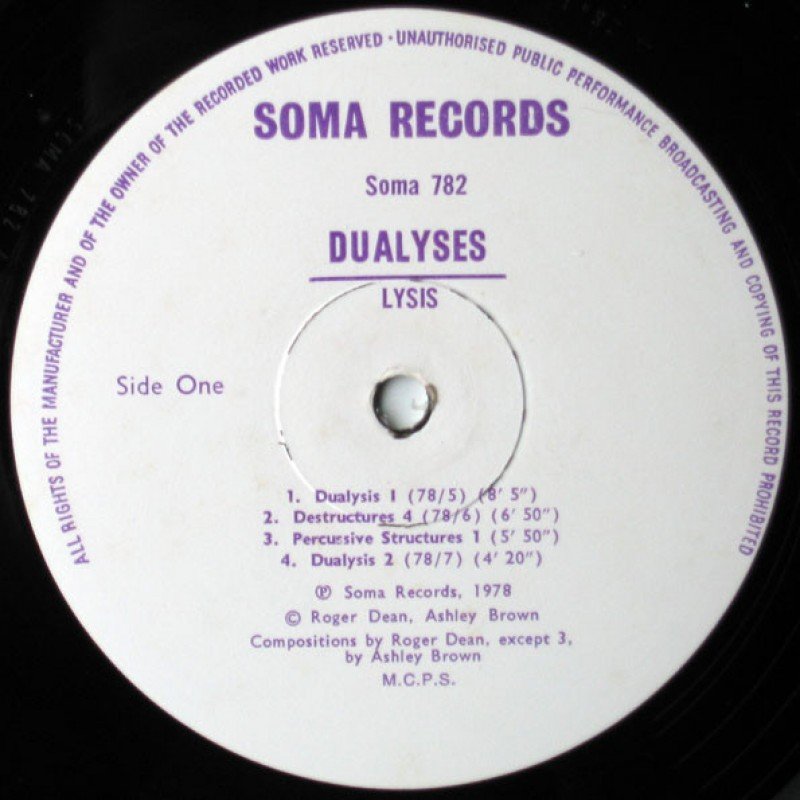 ALL RIGHTS OF THE MANUFACTURER AND OF THE OWNER OF THE RECORDED WORK RESERVED · UNAUTHORISED PUBLIC PERFORMANCE BROADCASTING AND COPYING OF THIS RECORD PROHIBITED
SOMA RECORDS
Soma 782
DUALYSES
LYSIS
Side One
1. Dualysis 1 (78/5) (8' 5")
2. Destructures 4 (78/6) (6' 50")
3. Percussive Structures 1 (5' 50")
4. Dualysis 2 (78/7) (4' 20")
℗ Soma Records, 1978
© Roger Dean, Ashley Brown
Compositions by Roger Dean, except 3,
by Ashley Brown
M.C.P.S.
SOMA 782